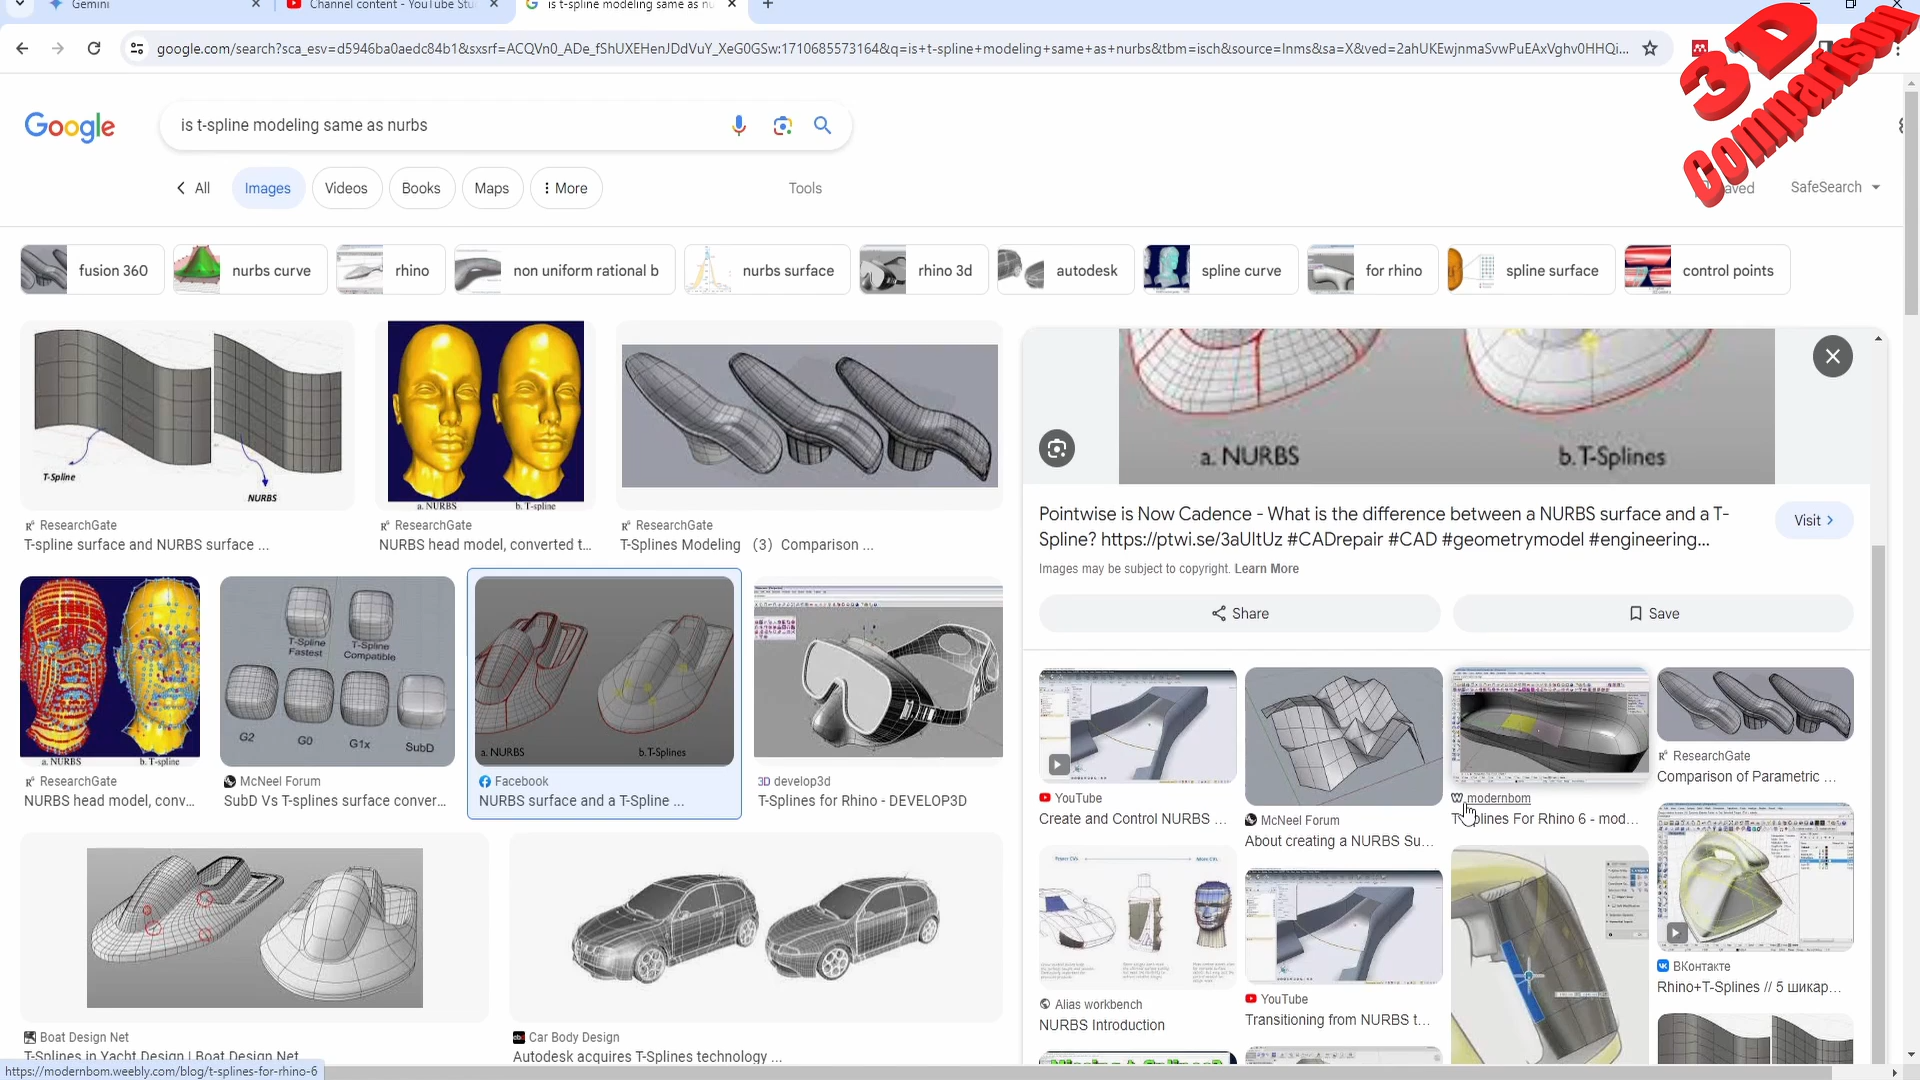 Gemini
Channel content - YouTube Stu
is t-spline modeling same as nu
google.com/search?sca_esv=d5946ba0aedc84b1&sxsrf=ACQVn0_ADe_fShUXEHenJDdVuY_XeG0GSw:1710685573164&q=is+t-spline+modeling+same+as+nurbs&tbm=isch&source=lnms&sa=X&ved=2ahUKEwjnmaSvwPuEAxVghv0HHQi...
3D
Comparison
Google
is t-spline modeling same as nurbs
All
Images
Videos
Books
Maps
More
Tools
SafeSearch
fusion 360
nurbs curve
rhino
non uniform rational b
nurbs surface
rhino 3d
autodesk
spline curve
for rhino
spline surface
control points
T-Spline
NURBS
ResearchGate
T-spline surface and NURBS surface ...
a. NURBS b. T-spline
ResearchGate
NURBS head model, converted t...
ResearchGate
T-Splines Modeling （3）Comparison ...
a. NURBS b. T-spline
ResearchGate
NURBS head model, conv...
T-Spline
Fastest
T-Spline
Compatible
G2
G0
G1x
SubD
McNeel Forum
SubD Vs T-splines surface conver...
a. NURBS b.T-Splines
Facebook
NURBS surface and a T-Spline ...
3D develop3d
T-Splines for Rhino - DEVELOP3D
Boat Design Net
T-Splines in Yacht Design | Boat Design Net
Car Body Design
Autodesk acquires T-Splines technology ...
a. NURBS
b.T-Splines
Pointwise is Now Cadence - What is the difference between a NURBS surface and a T-
Spline? https://ptwi.se/3aUltUz #CADrepair #CAD #geometrymodel #engineering...
Visit
Images may be subject to copyright. Learn More
Share
Save
YouTube
Create and Control NURBS ...
McNeel Forum
About creating a NURBS Su...
modernbom
T-Splines For Rhino 6 - mod...
ResearchGate
Comparison of Parametric ...
Alias workbench
NURBS Introduction
YouTube
Transitioning from NURBS t...
ВКонтакте
Rhino+T-Splines // 5 шикар...
https://modernbom.weebly.com/blog/t-splines-for-rhino-6